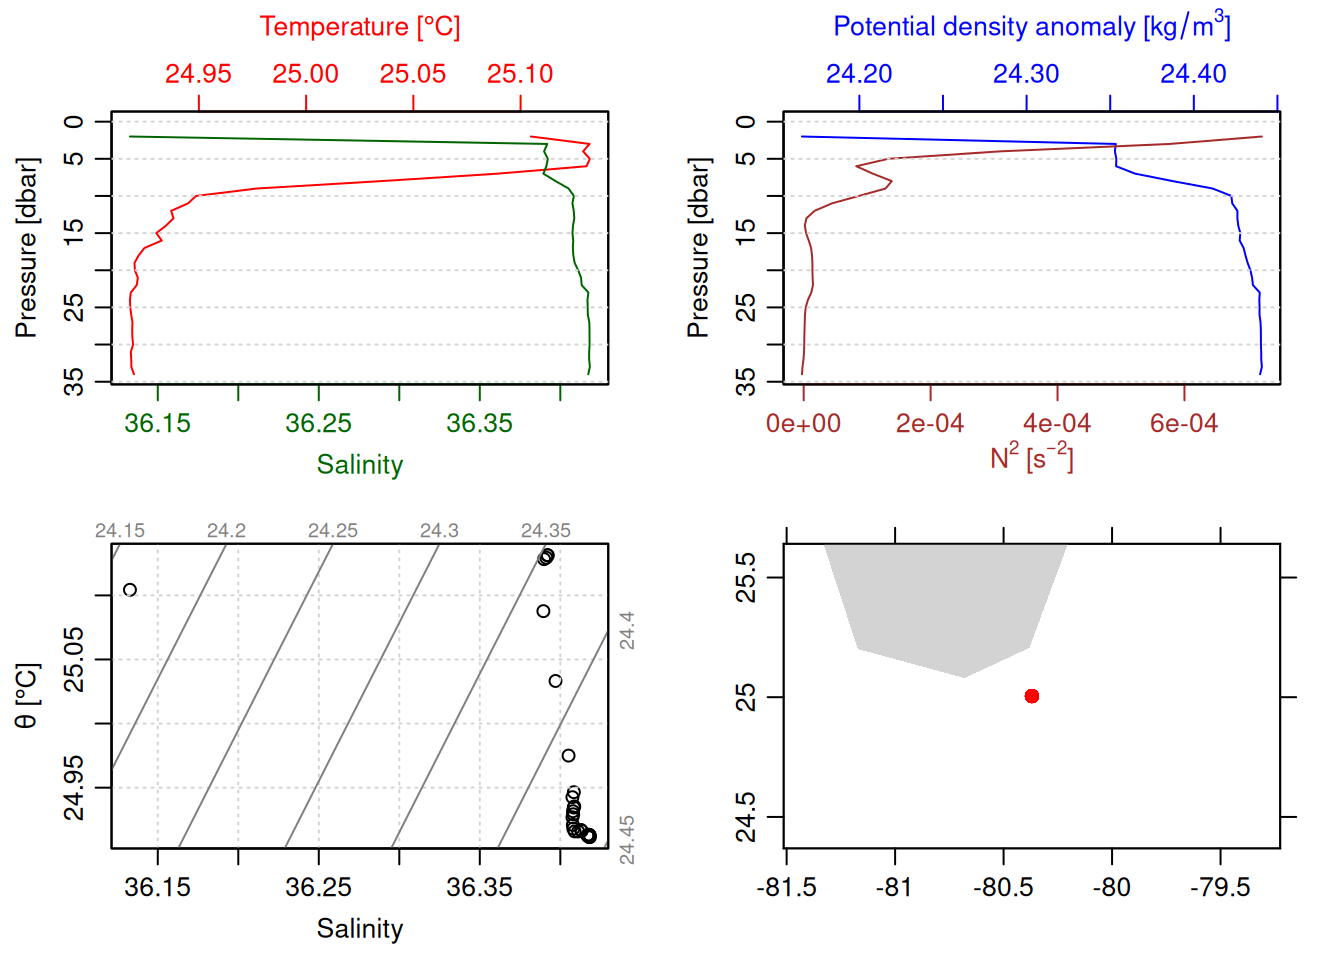 Temperature [°C]
24.95 25.00 25.05 25.10
Pressure [dbar]
0 5 15 25 35
36.15 36.25 36.35
Salinity
Potential density anomaly [kg/m³]
24.20 24.30 24.40
Pressure [dbar]
0 5 15 25 35
0e+00 2e-04 4e-04 6e-04
N² [s⁻²]
24.15 24.2 24.25 24.3 24.35
24.4
24.45
θ [°C]
25.05
24.95
36.15 36.25 36.35
Salinity
25.5
25
24.5
-81.5 -81 -80.5 -80 -79.5